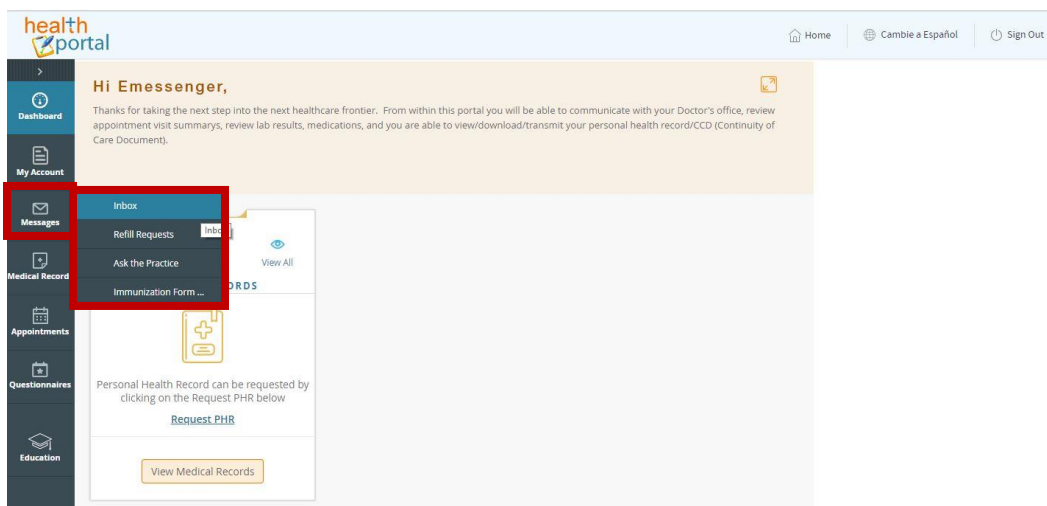 health
portal
Home
Cambie a Español
Sign Out
>
Dashboard
My Account
Messages
Medical Record
Appointments
Questionnaires
Education
Hi Emessenger,
Thanks for taking the next step into the next healthcare frontier. From within this portal you will be able to communicate with your Doctor's office, review
appointment visit summarys, review lab results, medications, and you are able to view/download/transmit your personal health record/CCD (Continuity of
Care Document).
Inbox
Refill Requests
Ask the Practice
Immunization Form ...
View All
Personal Health Record can be requested by
clicking on the Request PHR below
Request PHR
View Medical Records